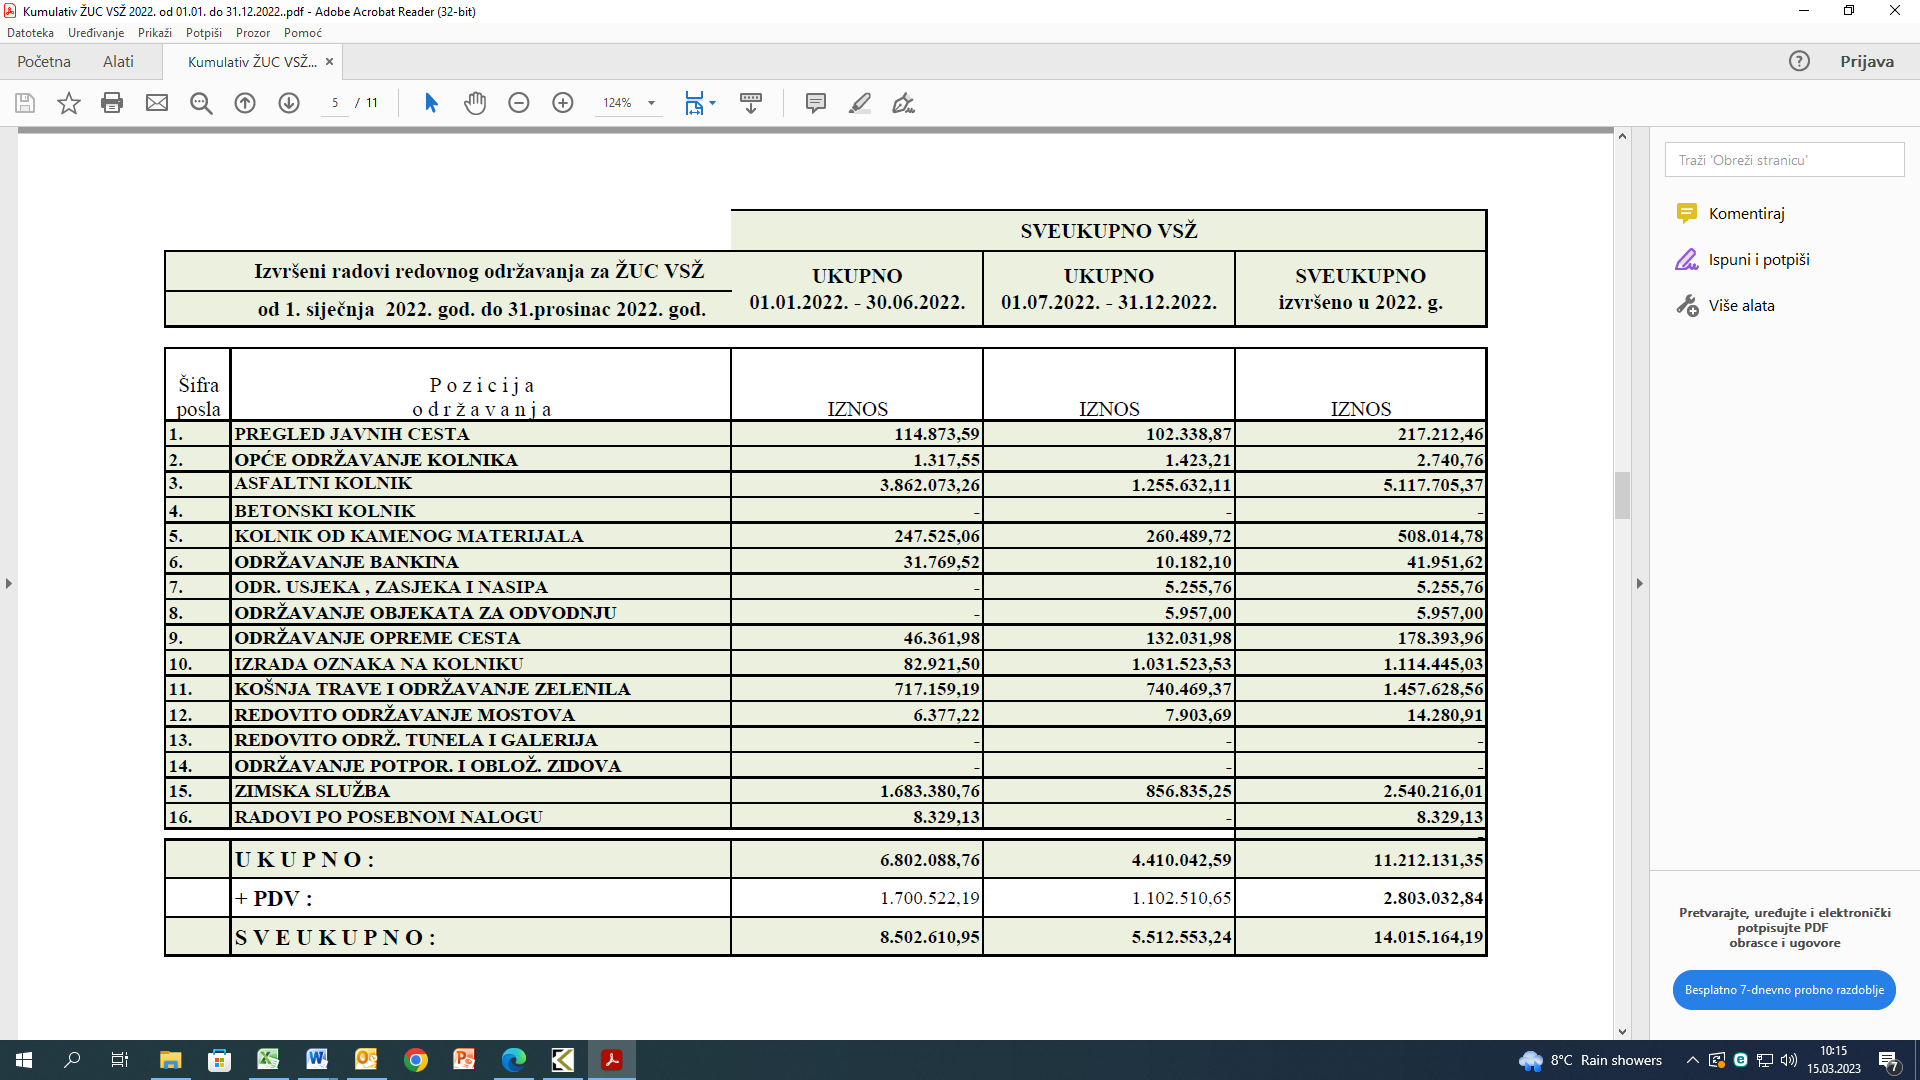 Kumulativ ŽUC VSŽ 2022. od 01.01. do 31.12.2022..pdf - Adobe Acrobat Reader (32-bit)
Datoteka Uređivanje Prikaži Potpiši Prozor Pomoć
Početna Alati Kumulativ ŽUC VSŽ... × Prijava
5 / 11 124%
Traži 'Obreži stranicu'
Komentiraj
Ispuni i potpiši
Više alata
SVEUKUPNO VSŽ
Izvršeni radovi redovnog održavanja za ŽUC VSŽ
od 1. siječnja 2022. god. do 31.prosinac 2022. god.
UKUPNO
01.01.2022. - 30.06.2022.
UKUPNO
01.07.2022. - 31.12.2022.
SVEUKUPNO
izvršeno u 2022. g.
Šifra
posla
P o z i c i j a
o d r ž a v a n j a
IZNOS IZNOS IZNOS
1. PREGLED JAVNIH CESTA 114.873,59 102.338,87 217.212,46
2. OPĆE ODRŽAVANJE KOLNIKA 1.317,55 1.423,21 2.740,76
3. ASFALTNI KOLNIK 3.862.073,26 1.255.632,11 5.117.705,37
4. BETONSKI KOLNIK - - -
5. KOLNIK OD KAMENOG MATERIJALA 247.525,06 260.489,72 508.014,78
6. ODRŽAVANJE BANKINA 31.769,52 10.182,10 41.951,62
7. ODR. USJEKA , ZASJEKA I NASIPA - 5.255,76 5.255,76
8. ODRŽAVANJE OBJEKATA ZA ODVODNJU - 5.957,00 5.957,00
9. ODRŽAVANJE OPREME CESTA 46.361,98 132.031,98 178.393,96
10. IZRADA OZNAKA NA KOLNIKU 82.921,50 1.031.523,53 1.114.445,03
11. KOŠNJA TRAVE I ODRŽAVANJE ZELENILA 717.159,19 740.469,37 1.457.628,56
12. REDOVITO ODRŽAVANJE MOSTOVA 6.377,22 7.903,69 14.280,91
13. REDOVITO ODRŽ. TUNELA I GALERIJA - - -
14. ODRŽAVANJE POTPOR. I OBLOŽ. ZIDOVA - - -
15. ZIMSKA SLUŽBA 1.683.380,76 856.835,25 2.540.216,01
16. RADOVI PO POSEBNOM NALOGU 8.329,13 - 8.329,13
-
U K U P N O : 6.802.088,76 4.410.042,59 11.212.131,35
+ PDV : 1.700.522,19 1.102.510,65 2.803.032,84
S V E U K U P N O : 8.502.610,95 5.512.553,24 14.015.164,19
Pretvarajte, uređujte i elektronički
potpisujte PDF
obrasce i ugovore
Besplatno 7-dnevno probno razdoblje
8°C Rain showers
10:15
15.03.2023
7